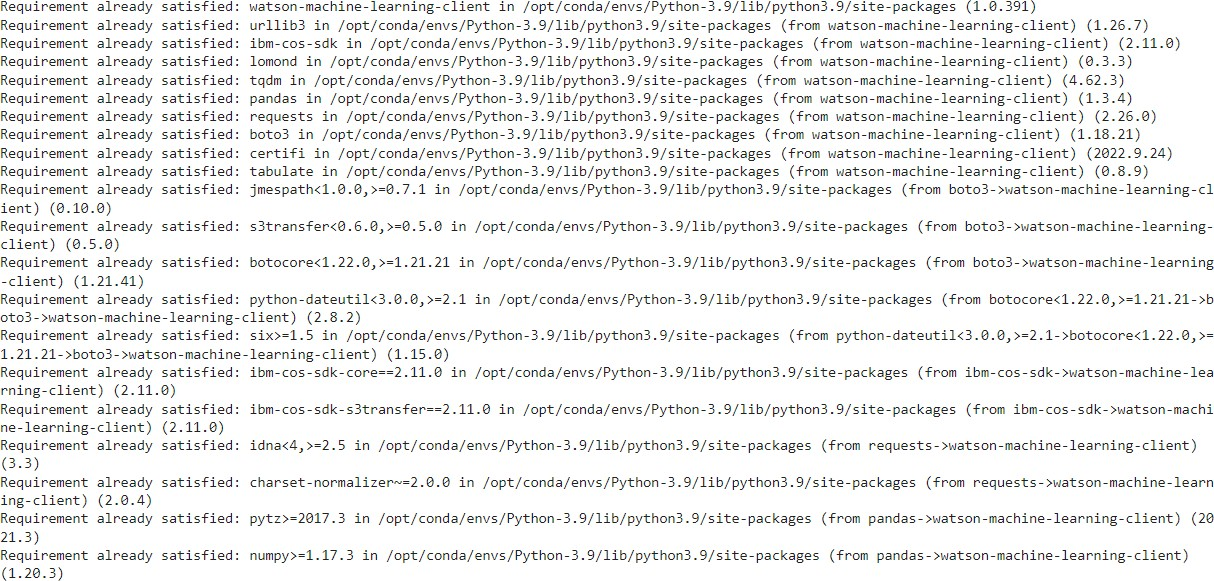 Requirement already satisfied: watson-machine-learning-client in /opt/conda/envs/Python-3.9/lib/python3.9/site-packages (1.0.391)
Requirement already satisfied: urllib3 in /opt/conda/envs/Python-3.9/lib/python3.9/site-packages (from watson-machine-learning-client) (1.26.7)
Requirement already satisfied: ibm-cos-sdk in /opt/conda/envs/Python-3.9/lib/python3.9/site-packages (from watson-machine-learning-client) (2.11.0)
Requirement already satisfied: lomond in /opt/conda/envs/Python-3.9/lib/python3.9/site-packages (from watson-machine-learning-client) (0.3.3)
Requirement already satisfied: tqdm in /opt/conda/envs/Python-3.9/lib/python3.9/site-packages (from watson-machine-learning-client) (4.62.3)
Requirement already satisfied: pandas in /opt/conda/envs/Python-3.9/lib/python3.9/site-packages (from watson-machine-learning-client) (1.3.4)
Requirement already satisfied: requests in /opt/conda/envs/Python-3.9/lib/python3.9/site-packages (from watson-machine-learning-client) (2.26.0)
Requirement already satisfied: boto3 in /opt/conda/envs/Python-3.9/lib/python3.9/site-packages (from watson-machine-learning-client) (1.18.21)
Requirement already satisfied: certifi in /opt/conda/envs/Python-3.9/lib/python3.9/site-packages (from watson-machine-learning-client) (2022.9.24)
Requirement already satisfied: tabulate in /opt/conda/envs/Python-3.9/lib/python3.9/site-packages (from watson-machine-learning-client) (0.8.9)
Requirement already satisfied: jmespath<1.0.0,>=0.7.1 in /opt/conda/envs/Python-3.9/lib/python3.9/site-packages (from boto3->watson-machine-learning-cl
ient) (0.10.0)
Requirement already satisfied: s3transfer<0.6.0,>=0.5.0 in /opt/conda/envs/Python-3.9/lib/python3.9/site-packages (from boto3->watson-machine-learning-
client) (0.5.0)
Requirement already satisfied: botocore<1.22.0,>=1.21.21 in /opt/conda/envs/Python-3.9/lib/python3.9/site-packages (from boto3->watson-machine-learning
-client) (1.21.41)
Requirement already satisfied: python-dateutil<3.0.0,>=2.1 in /opt/conda/envs/Python-3.9/lib/python3.9/site-packages (from botocore<1.22.0,>=1.21.21->b
oto3->watson-machine-learning-client) (2.8.2)
Requirement already satisfied: six>=1.5 in /opt/conda/envs/Python-3.9/lib/python3.9/site-packages (from python-dateutil<3.0.0,>=2.1->botocore<1.22.0,>=
1.21.21->boto3->watson-machine-learning-client) (1.15.0)
Requirement already satisfied: ibm-cos-sdk-core==2.11.0 in /opt/conda/envs/Python-3.9/lib/python3.9/site-packages (from ibm-cos-sdk->watson-machine-lea
rning-client) (2.11.0)
Requirement already satisfied: ibm-cos-sdk-s3transfer==2.11.0 in /opt/conda/envs/Python-3.9/lib/python3.9/site-packages (from ibm-cos-sdk->watson-machi
ne-learning-client) (2.11.0)
Requirement already satisfied: idna<4,>=2.5 in /opt/conda/envs/Python-3.9/lib/python3.9/site-packages (from requests->watson-machine-learning-client)
(3.3)
Requirement already satisfied: charset-normalizer~=2.0.0 in /opt/conda/envs/Python-3.9/lib/python3.9/site-packages (from requests->watson-machine-learn
ing-client) (2.0.4)
Requirement already satisfied: pytz>=2017.3 in /opt/conda/envs/Python-3.9/lib/python3.9/site-packages (from pandas->watson-machine-learning-client) (20
21.3)
Requirement already satisfied: numpy>=1.17.3 in /opt/conda/envs/Python-3.9/lib/python3.9/site-packages (from pandas->watson-machine-learning-client)
(1.20.3)